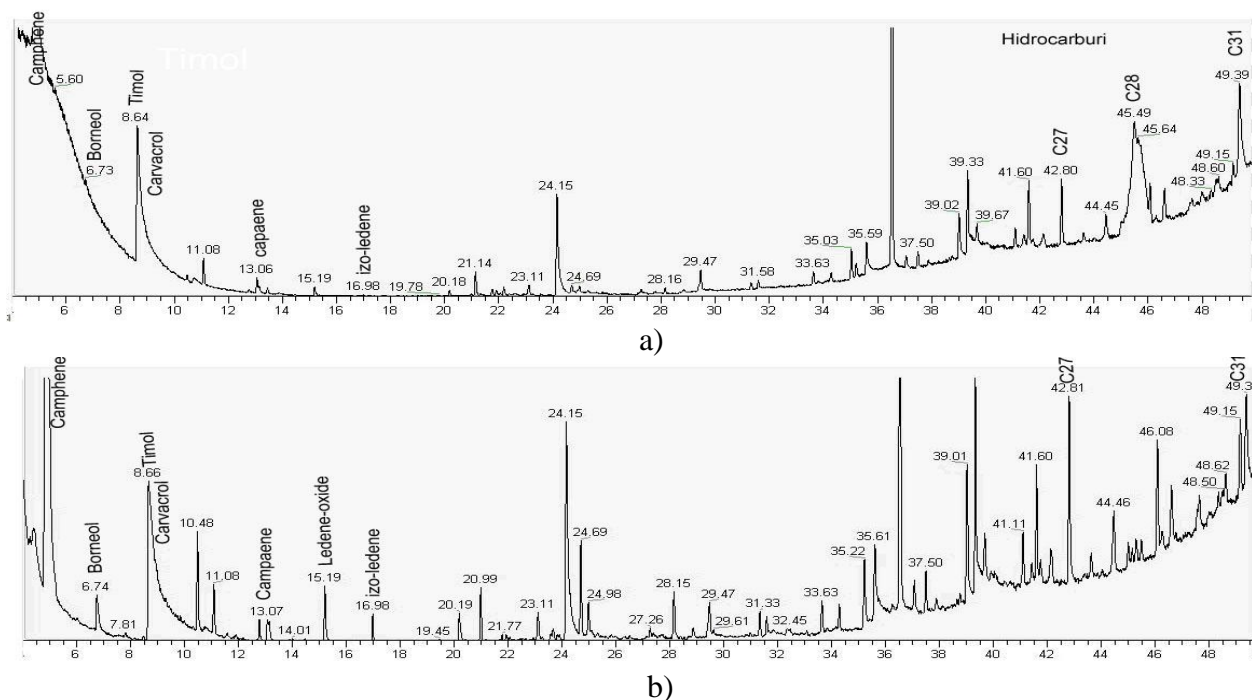 Timol
Hidrocarburi
Camphene
5.60
Borneol
6.73
Timol
8.64
Carvacrol
11.08
capaene
13.06
15.19
izo-ledene
16.98
19.78
20.18
21.14
23.11
24.15
24.69
28.16
29.47
31.58
33.63
35.03
35.59
37.50
39.02
39.33
39.67
41.60
C27
42.80
44.45
C28
45.49
45.64
48.33
48.60
49.15
C31
49.39
6 8 10 12 14 16 18 20 22 24 26 28 30 32 34 36 38 40 42 44 46 48
a)
Camphene
Borneol
6.74
7.81
Timol
8.66
Carvacrol
10.48
11.08
Campaene
13.07
14.01
Ledene-oxide
15.19
izo-ledene
16.98
19.45
20.19
20.99
21.77
23.11
24.15
24.69
24.98
27.26
28.15
29.47
29.61
31.33
32.45
33.63
35.22
35.61
37.50
39.01
41.11
41.60
C27
42.81
44.46
46.08
48.50
48.62
49.15
C31
49.3
6 8 10 12 14 16 18 20 22 24 26 28 30 32 34 36 38 40 42 44 46 48
b)